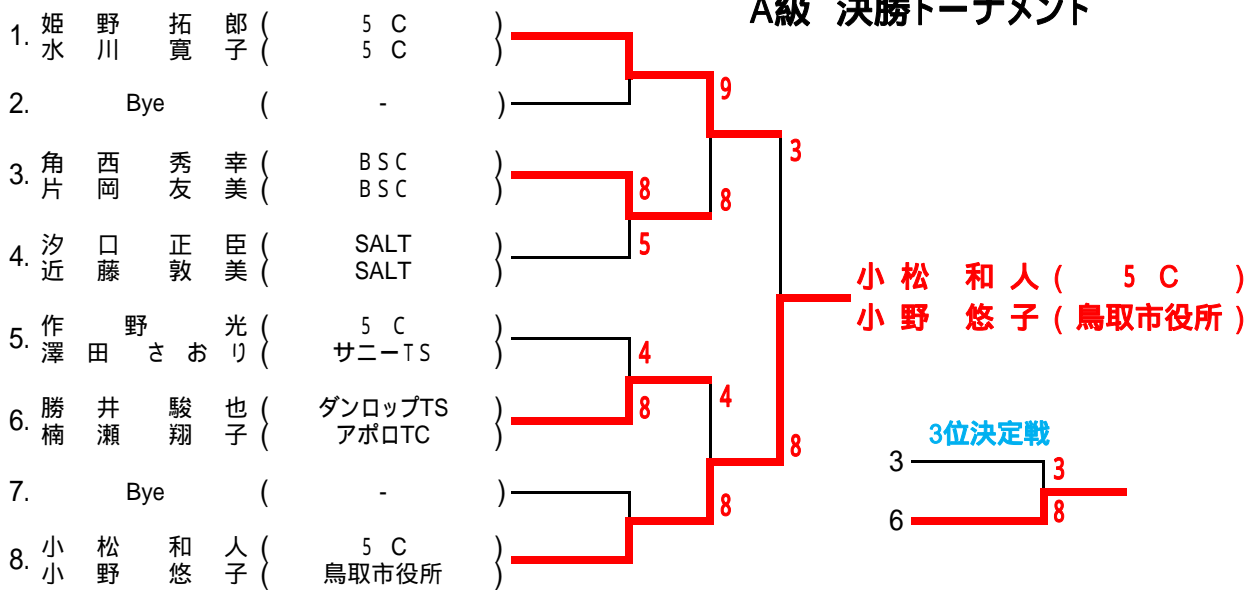 A級 決勝トーナメント
1. 姫野 拓郎 ( 5 C )
水川 寛子 ( 5 C )
9
2. Bye ( - )
3
3. 角西 秀幸 ( BSC )
片岡 友美 ( BSC )
8
8
4. 汐口 正臣 ( SALT )
近藤 敦美 ( SALT )
5
小松 和人 ( 5 C )
小野 悠子 ( 鳥取市役所 )
5. 作野 光 ( 5 C )
澤田 さおり ( サニーTS )
4
6. 勝井 駿也 ( ダンロップTS )
楠瀬 翔子 ( アポロTC )
8
4
8
3位決定戦
3
3
6
8
7. Bye ( - )
8
8. 小松 和人 ( 5 C )
小野 悠子 ( 鳥取市役所 )